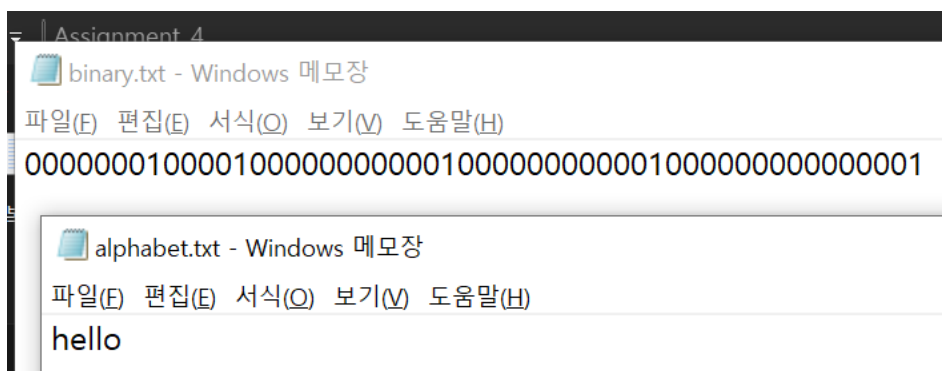 Assignment 4
binary.txt - Windows 메모장
파일(F) 편집(E) 서식(O) 보기(V) 도움말(H)
0000000100001000000000001000000000001000000000000001
alphabet.txt - Windows 메모장
파일(F) 편집(E) 서식(O) 보기(V) 도움말(H)
hello